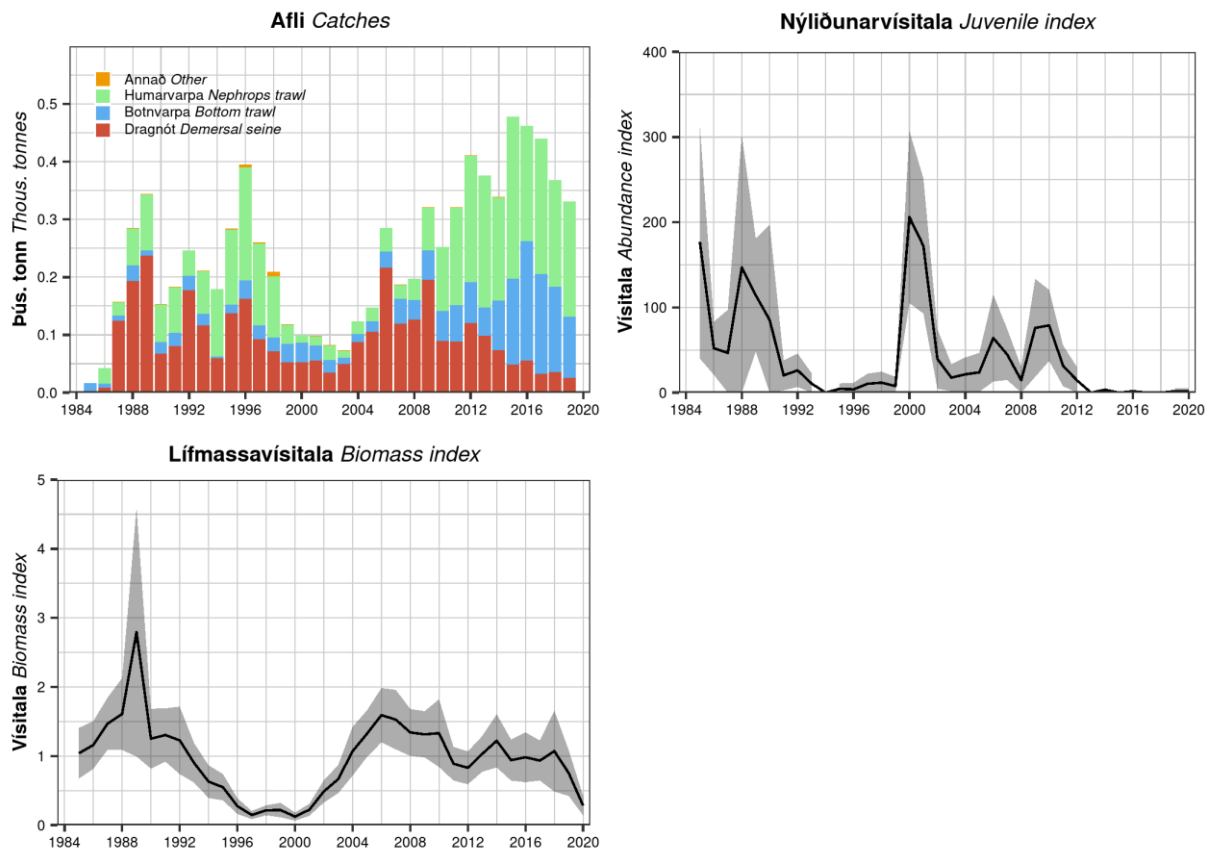 Afli Catches
Þús. tonn Thous. tonnes
0.5
0.4
0.3
0.2
0.1
0.0
Annað Other
Humarvarpa Nephrops trawl
Botnvarpa Bottom trawl
Dragnót Demersal seine
1984 1988 1992 1996 2000 2004 2008 2012 2016 2020
Nýliðunarvísitala Juvenile index
Vísitala Abundance index
400
300
200
100
0
1984 1988 1992 1996 2000 2004 2008 2012 2016 2020
Lífmassavísitala Biomass index
Vísitala Biomass index
5
4
3
2
1
0
1984 1988 1992 1996 2000 2004 2008 2012 2016 2020